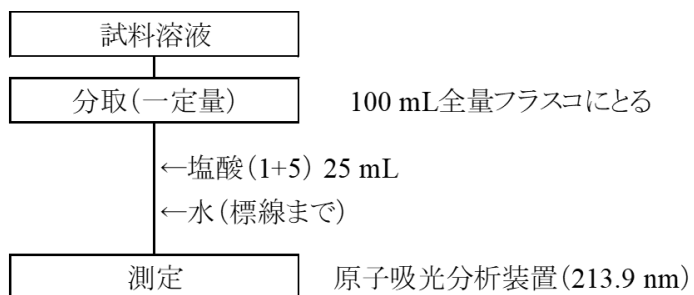 試料溶液
分取(一定量) 100 mL全量フラスコにとる
←塩酸(1+5) 25 mL
←水(標線まで)
測定 原子吸光分析装置(213.9 nm)